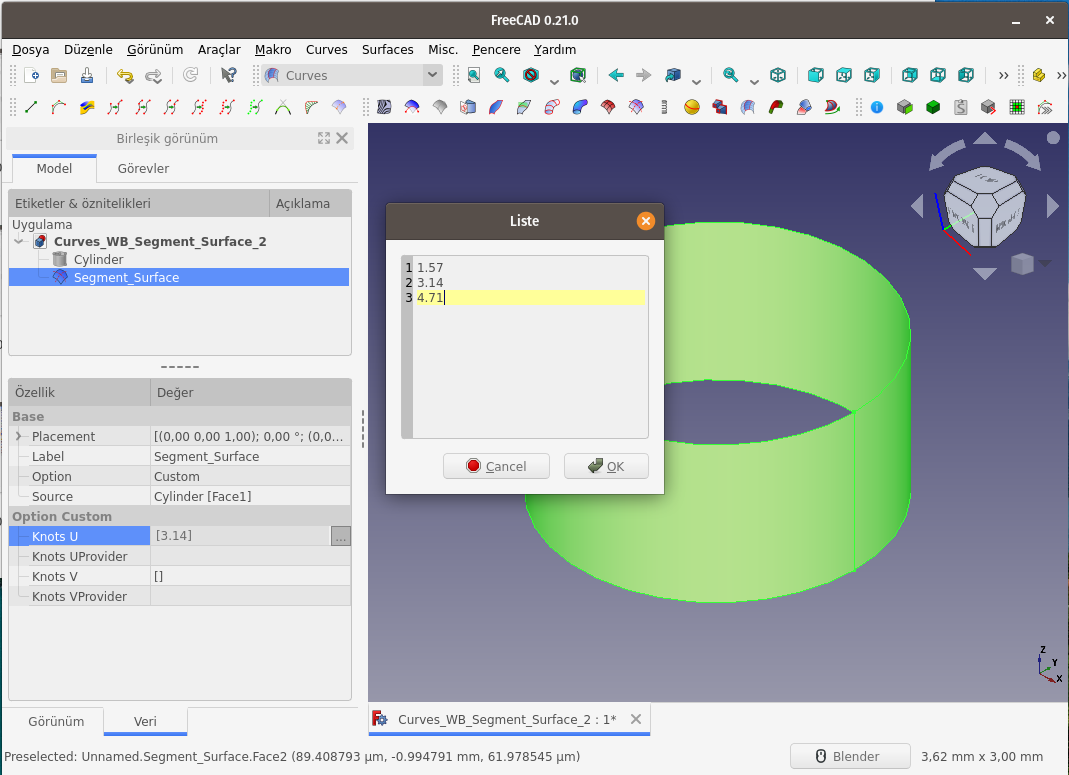 FreeCAD 0.21.0
Dosya Düzenle Görünüm Araçlar Makro Curves Surfaces Misc. Pencere Yardım
Curves
Birleşik görünüm
Model Görevler
Etiketler & öznitelikleri Açıklama
Uygulama
Curves_WB_Segment_Surface_2
Cylinder
Segment_Surface
Özellik Değer
Base
Placement [(0,00 0,00 1,00); 0,00 °; (0,0...
Label Segment_Surface
Option Custom
Source Cylinder [Face1]
Option Custom
Knots U [3.14] ...
Knots UProvider
Knots V []
Knots VProvider
Görünüm Veri
Liste
1 1.57
2 3.14
3 4.71
Cancel OK
Z
Y
X
Curves_WB_Segment_Surface_2 : 1*
Preselected: Unnamed.Segment_Surface.Face2 (89.408793 µm, -0.994791 mm, 61.978545 µm) Blender 3,62 mm x 3,00 mm